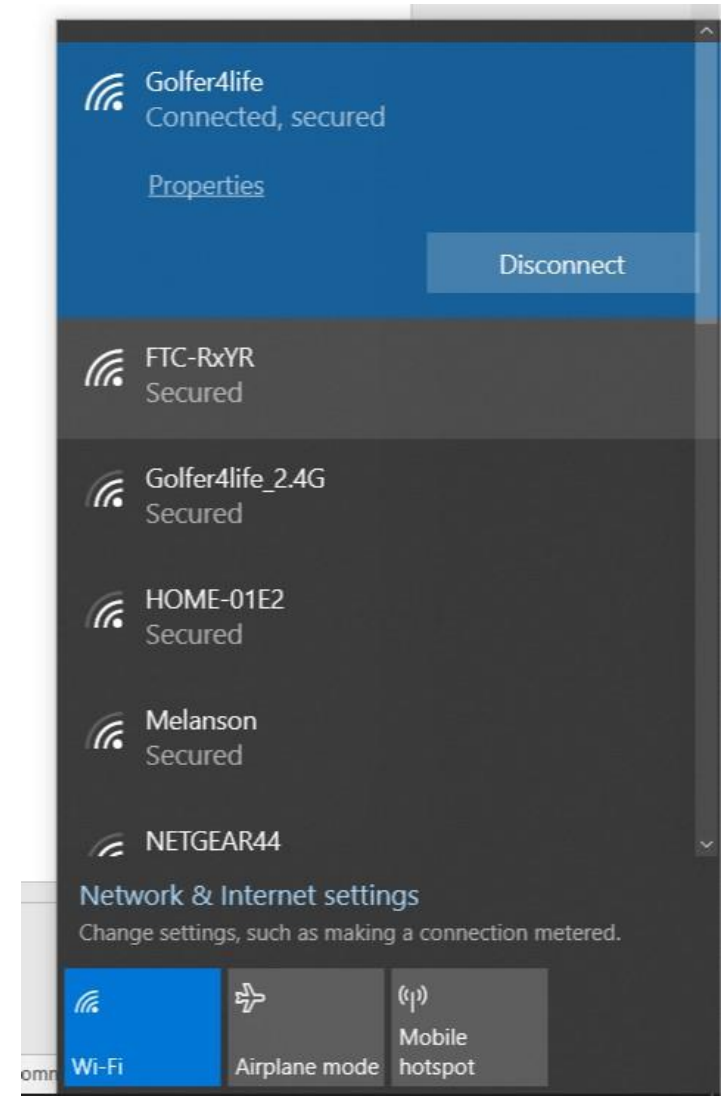 Golfer4life
Connected, secured
Properties
Disconnect
FTC-RxYR
Secured
Golfer4life_2.4G
Secured
HOME-01E2
Secured
Melanson
Secured
NETGEAR44
Network & Internet settings
Change settings, such as making a connection metered.
Wi-Fi
Airplane mode
Mobile
hotspot